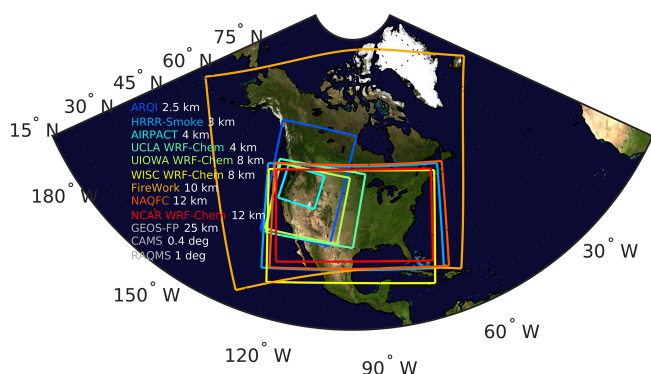 75° N
60° N
45° N
30° N
15° N
ARQI 2.5 km
HRRR-Smoke 3 km
AIRPACT 4 km
UCLA WRF-Chem 4 km
UIOWA WRF-Chem 8 km
WISC WRF-Chem 8 km
FireWork 10 km
NAQFC 12 km
NCAR WRF-Chem 12 km
GEOS-FP 25 km
CAMS 0.4 deg
RAQMS 1 deg
180° W
150° W
120° W
90° W
60° W
30° W